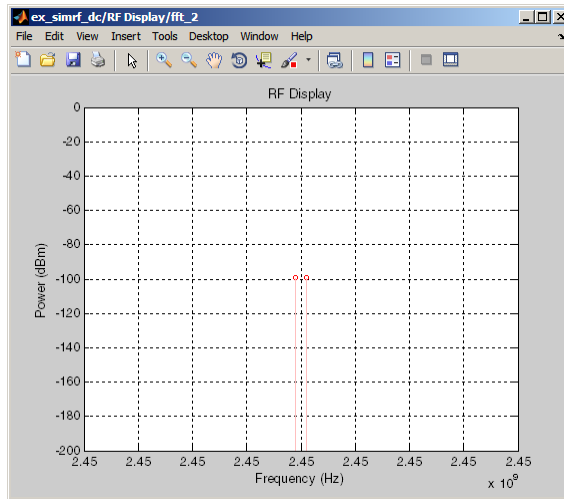 ex_simrf_dc/RF Display/fft_2
File Edit View Insert Tools Desktop Window Help
RF Display
0
-20
-40
-60
-80
-100
-120
-140
-160
-180
-200
Power (dBm)
2.45 2.45 2.45 2.45 2.45 2.45 2.45 2.45 2.45
Frequency (Hz)
x 10^9